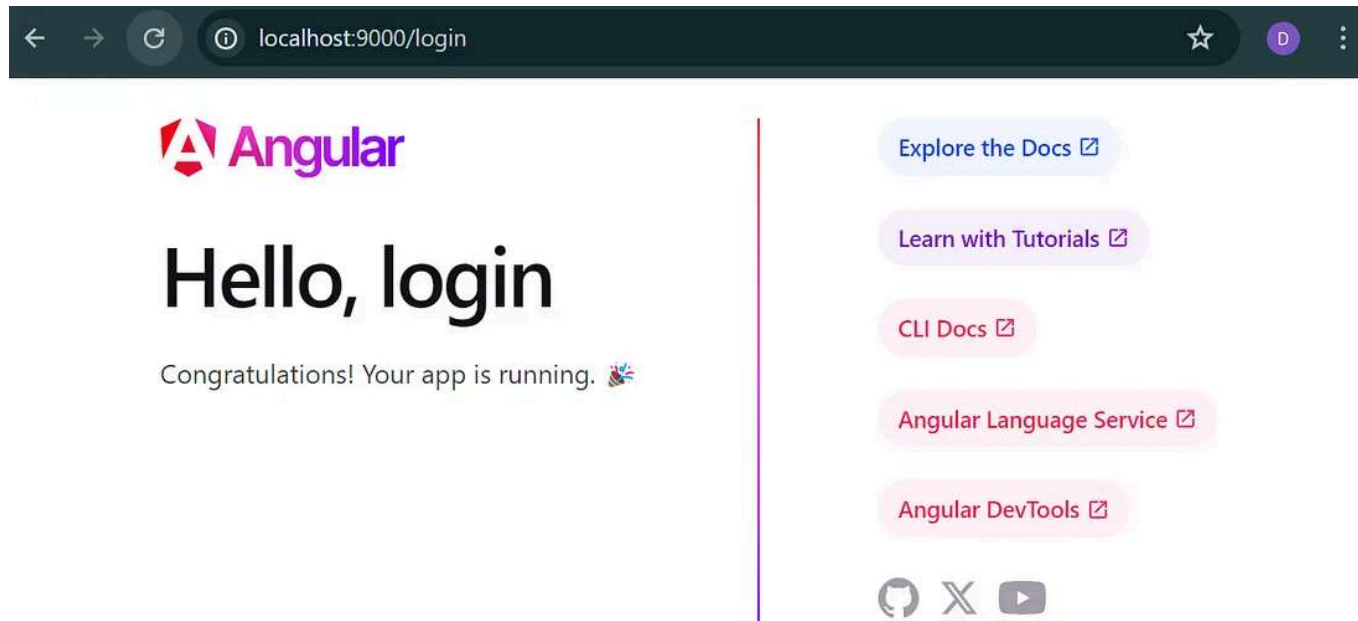 localhost:9000/login
D
Angular
Hello, login
Congratulations! Your app is running. 🎉
Explore the Docs
Learn with Tutorials
CLI Docs
Angular Language Service
Angular DevTools